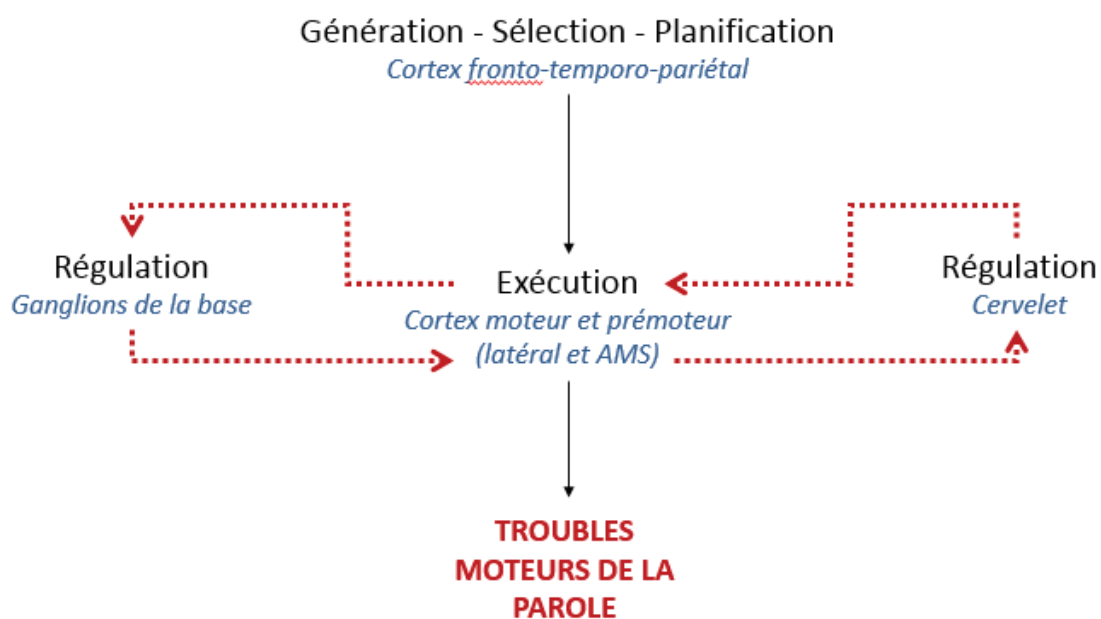 Génération - Sélection - Planification
Cortex fronto-temporo-pariétal
Régulation
Ganglions de la base
Exécution
Cortex moteur et prémoteur
(latéral et AMS)
Régulation
Cervelet
TROUBLES
MOTEURS DE LA
PAROLE